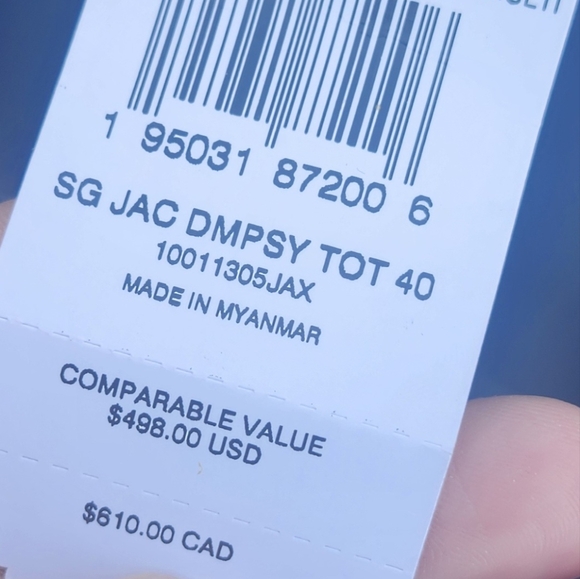 1 95031 87200 6
SG JAC DMPSY TOT 40
10011305JAX
MADE IN MYANMAR
COMPARABLE VALUE
$498.00 USD
$610.00 CAD